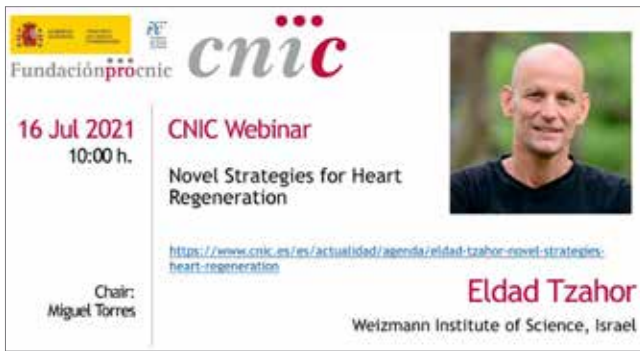 Fundaciónprocnic
cnic
16 Jul 2021
10:00 h.
CNIC Webinar
Novel Strategies for Heart
Regeneration
https://www.cnic.es/es/actualidad/agenda/eldad-tzahor-novel-strategies-
heart-regeneration
Chair:
Miguel Torres
Eldad Tzahor
Weizmann Institute of Science, Israel